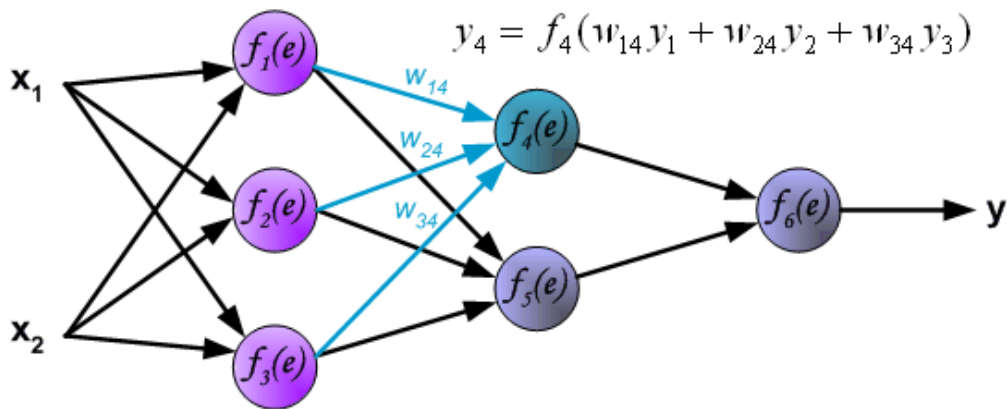 y₄ = f₄(w₁₄y₁ + w₂₄y₂ + w₃₄y₃)
f₁(e)
x₁
w₁₄
f₄(e)
w₂₄
f₂(e)
w₃₄
f₆(e)
y
f₅(e)
x₂
f₃(e)